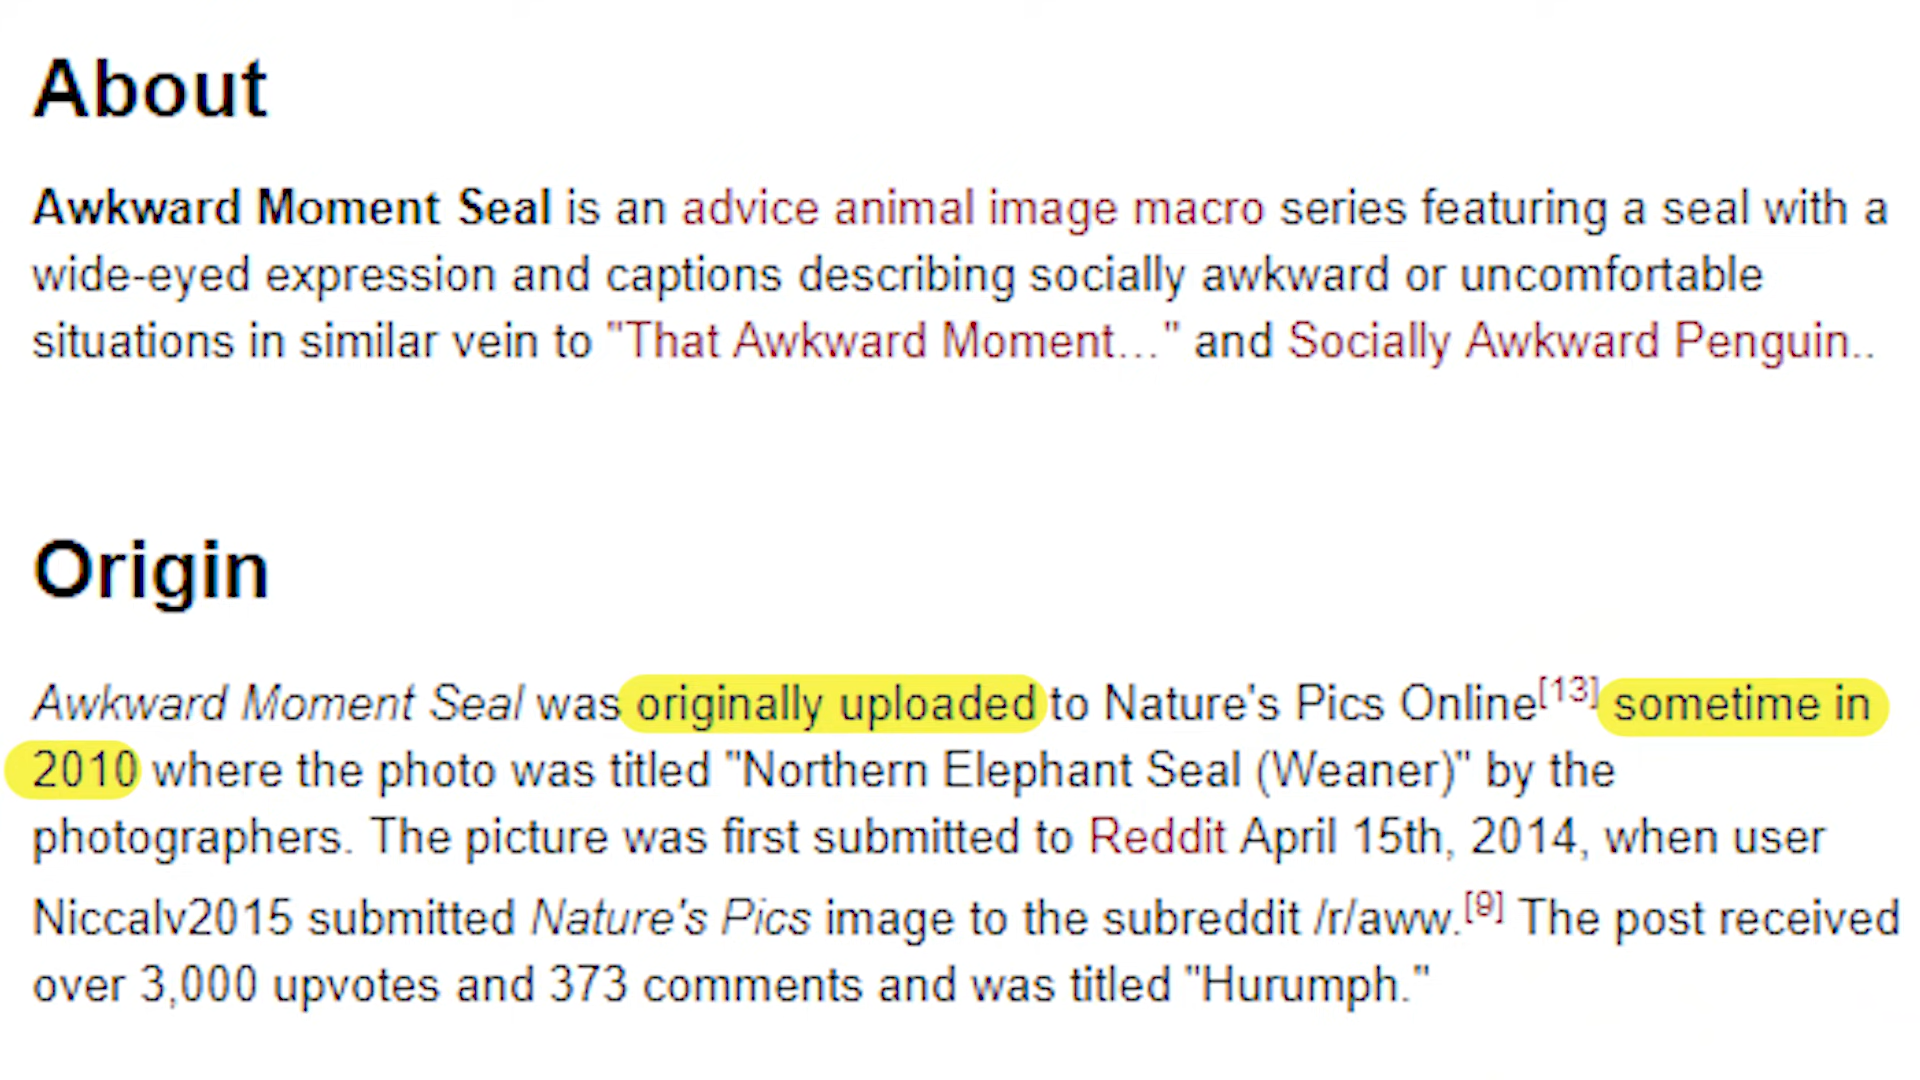 About
Awkward Moment Seal is an advice animal image macro series featuring a seal with a
wide-eyed expression and captions describing socially awkward or uncomfortable
situations in similar vein to "That Awkward Moment..." and Socially Awkward Penguin..
Origin
Awkward Moment Seal was originally uploaded to Nature's Pics Online[13] sometime in
2010 where the photo was titled "Northern Elephant Seal (Weaner)" by the
photographers. The picture was first submitted to Reddit April 15th, 2014, when user
Niccalv2015 submitted Nature's Pics image to the subreddit /r/aww.[9] The post received
over 3,000 upvotes and 373 comments and was titled "Hurumph."